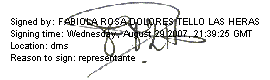 Signed by: FABIOLA ROSA DOLORES TELLO LAS HERAS
Signing time: Wednesday, August 29 2007, 21:39:25 GMT
Location: dms
Reason to sign: representante